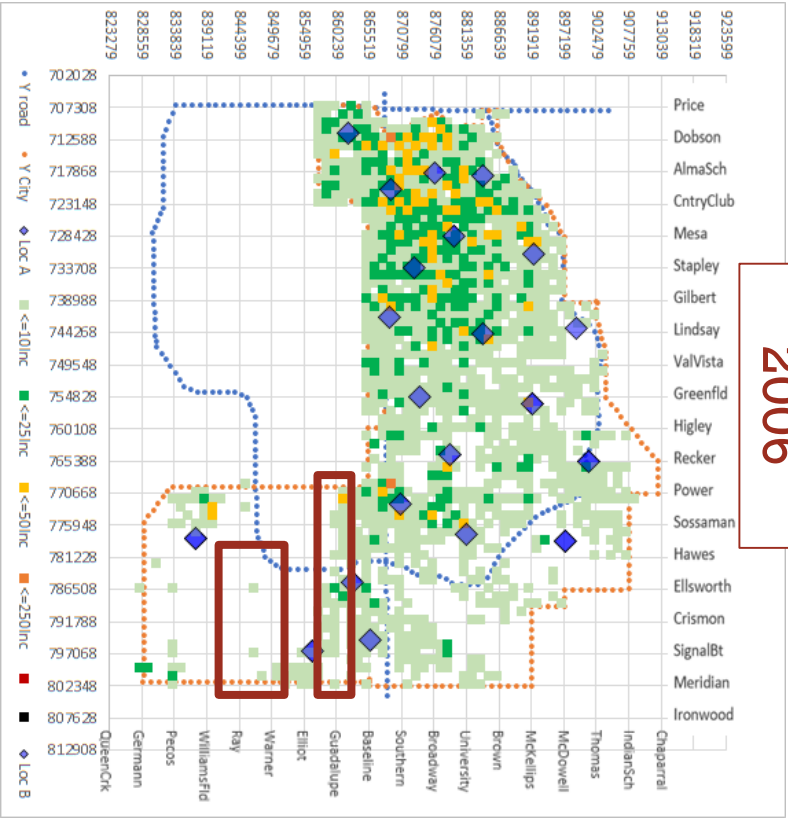 823279
828559
833839
839119
844399
849679
854959
860239
865519
870799
876079
881359
886639
891919
897199
902479
907759
913039
918319
923599
702028
707308
712588
717868
723148
728428
733708
738988
744268
749548
754828
760108
765388
770668
775948
781228
786508
791788
797068
802348
807628
812908
Price
Dobson
AlmaSch
CntryClub
Mesa
Stapley
Gilbert
Lindsay
ValVista
Greenfld
Higley
Recker
Power
Sossaman
Hawes
Ellsworth
Crismon
SignalBt
Meridian
Ironwood
QueenCrk
Germann
Pecos
WilliamsFld
Ray
Warner
Elliot
Guadalupe
Baseline
Southern
Broadway
University
Brown
McKellips
McDowell
Thomas
IndianSch
Chaparral
Y road
Y City
Loc A
<=10Inc
<=25Inc
<=50Inc
<=250Inc
Loc B
2006